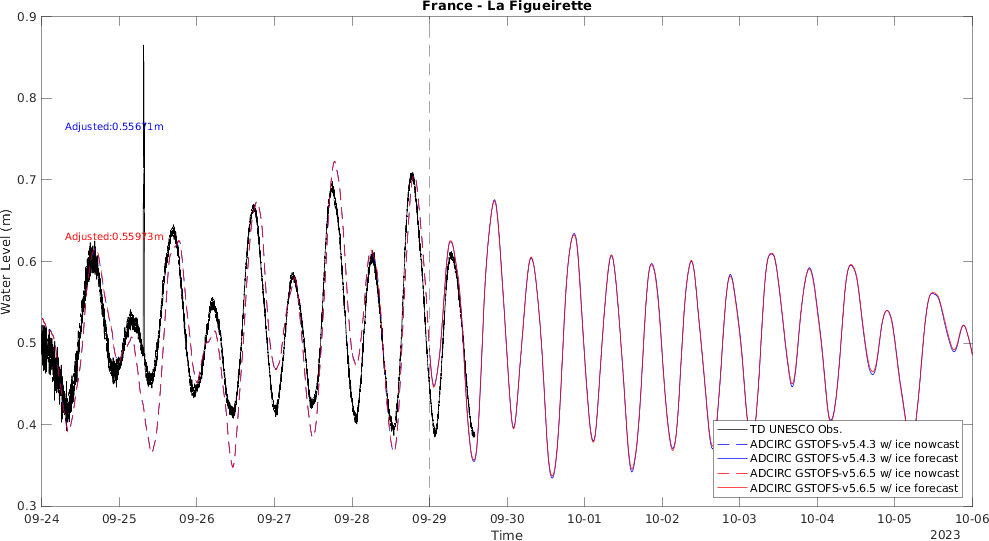 France - La Figueirette
0.9
0.8
0.7
0.6
0.5
0.4
0.3
Water Level (m)
Adjusted:0.55671m
Adjusted:0.55973m
TD UNESCO Obs.
ADCIRC GSTOFS-v5.4.3 w/ ice nowcast
ADCIRC GSTOFS-v5.4.3 w/ ice forecast
ADCIRC GSTOFS-v5.6.5 w/ ice nowcast
ADCIRC GSTOFS-v5.6.5 w/ ice forecast
09-24 09-25 09-26 09-27 09-28 09-29 09-30 10-01 10-02 10-03 10-04 10-05 10-06
Time
2023